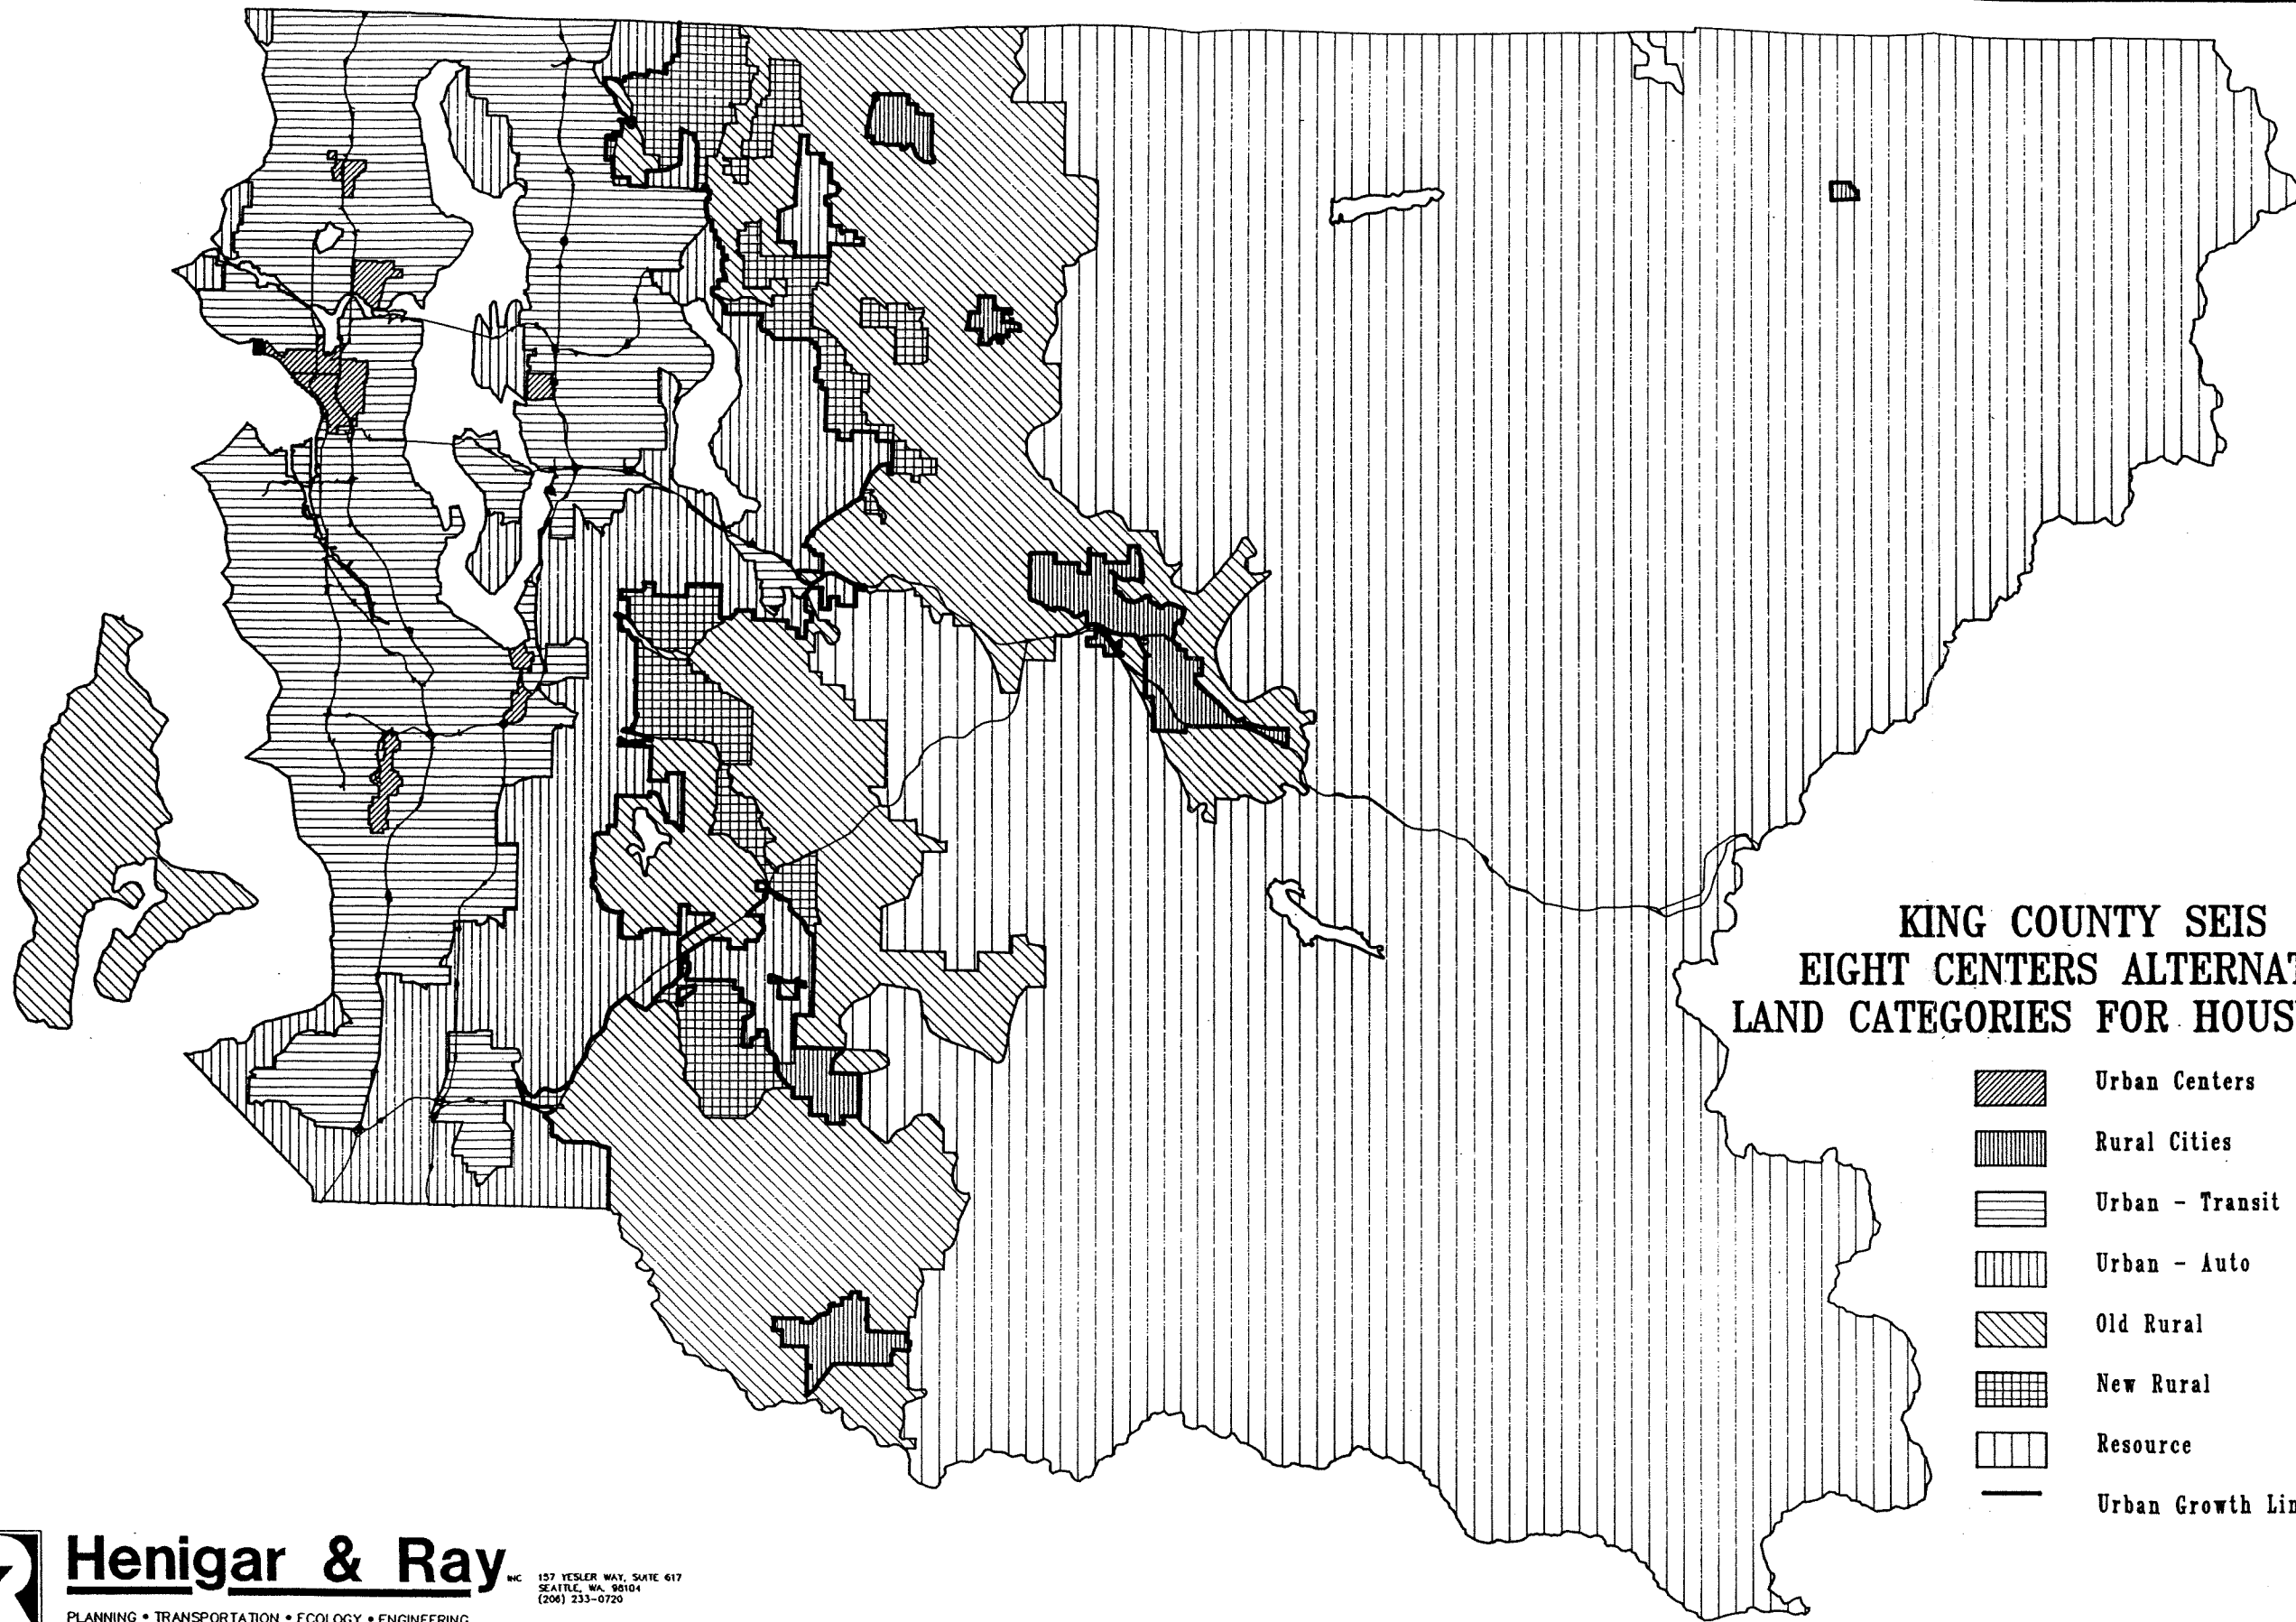 KING COUNTY SEIS
EIGHT CENTERS ALTERNAT
LAND CATEGORIES FOR HOUS
Urban Centers
Rural Cities
Urban - Transit
Urban - Auto
Old Rural
New Rural
Resource
Urban Growth Lin
Henigar & Ray INC
157 YESLER WAY, SUITE 617
SEATTLE, WA. 98104
(206) 233-0720
PLANNING • TRANSPORTATION • ECOLOGY • ENGINEERING